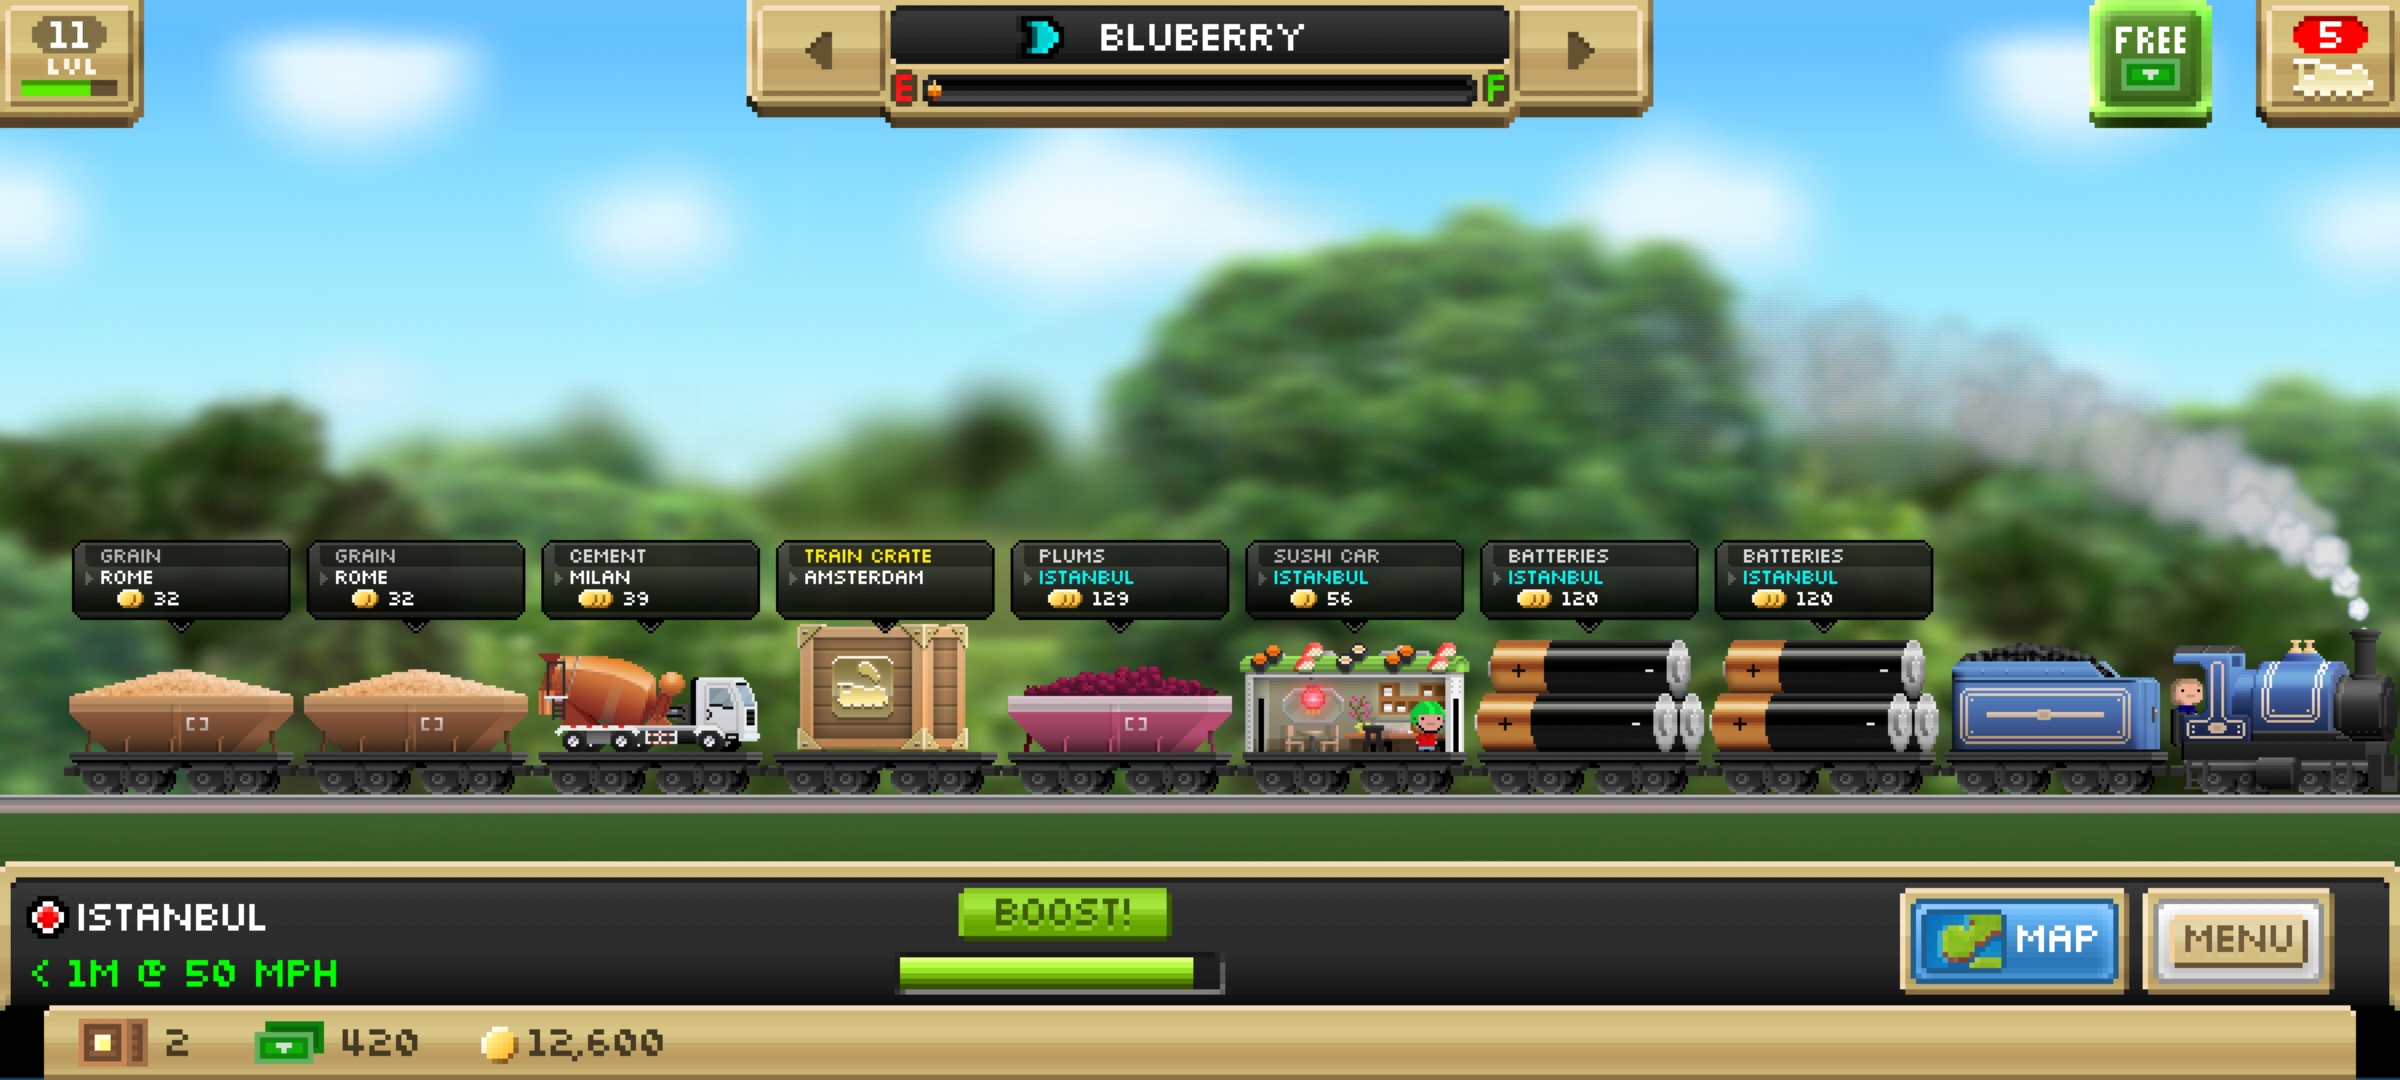 11
LVL
BLUBERRY
E
F
FREE
5
GRAIN
ROME
32
GRAIN
ROME
32
CEMENT
MILAN
39
TRAIN CRATE
AMSTERDAM
PLUMS
ISTANBUL
129
SUSHI CAR
ISTANBUL
56
BATTERIES
ISTANBUL
120
BATTERIES
ISTANBUL
120
ISTANBUL
< 1M @ 50 MPH
BOOST!
MAP
MENU
2
420
12,600